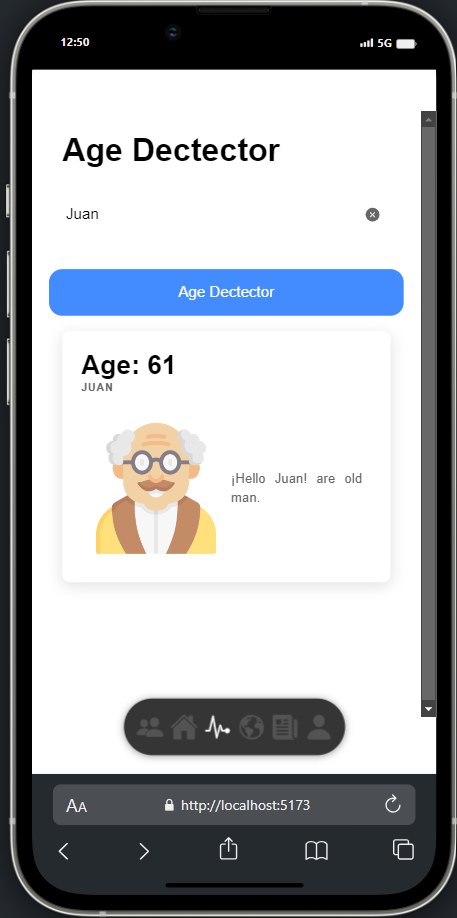 12:50
5G
Age Dectector
Juan
Age Dectector
Age: 61
JUAN
¡Hello Juan! are old
man.
AA
http://localhost:5173